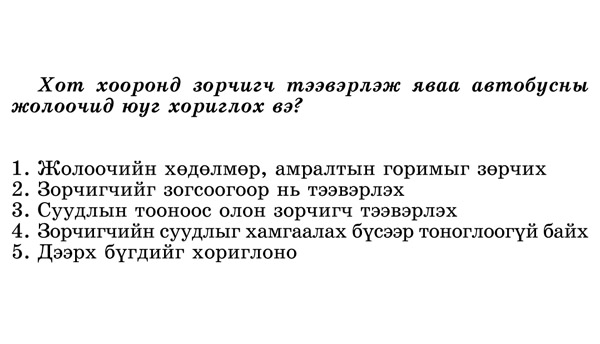 Хот хооронд зорчигч тээвэрлэж яваа автобусны
жолоочид юуг хориглох вэ?
1. Жолоочийн хөдөлмөр, амралтын горимыг зөрчих
2. Зорчигчийг зогсоогоор нь тээвэрлэх
3. Суудлын тооноос олон зорчигч тээвэрлэх
4. Зорчигчийн суудлыг хамгаалах бүсээр тоноглоогүй байх
5. Дээрх бүгдийг хориглоно